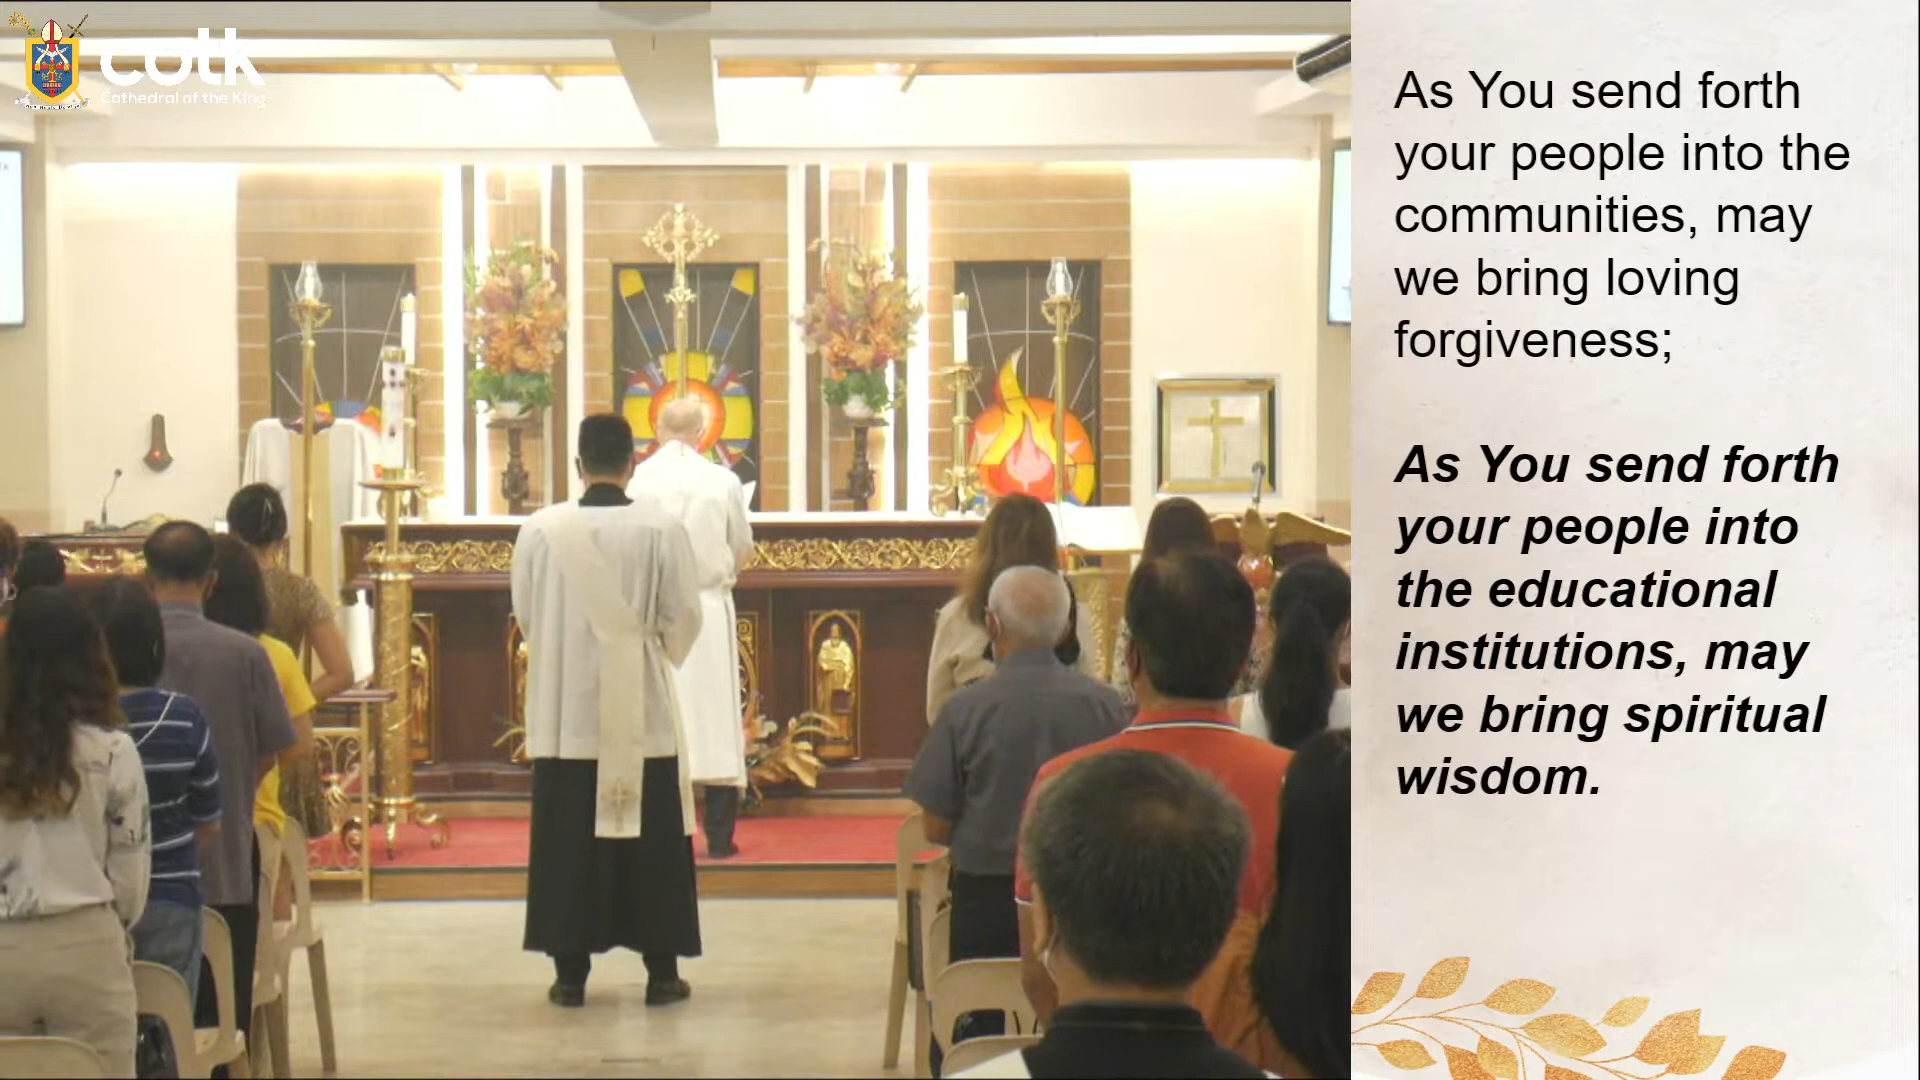 cotk
Cathedral of the King
As You send forth
your people into the
communities, may
we bring loving
forgiveness;
As You send forth
your people into
the educational
institutions, may
we bring spiritual
wisdom.